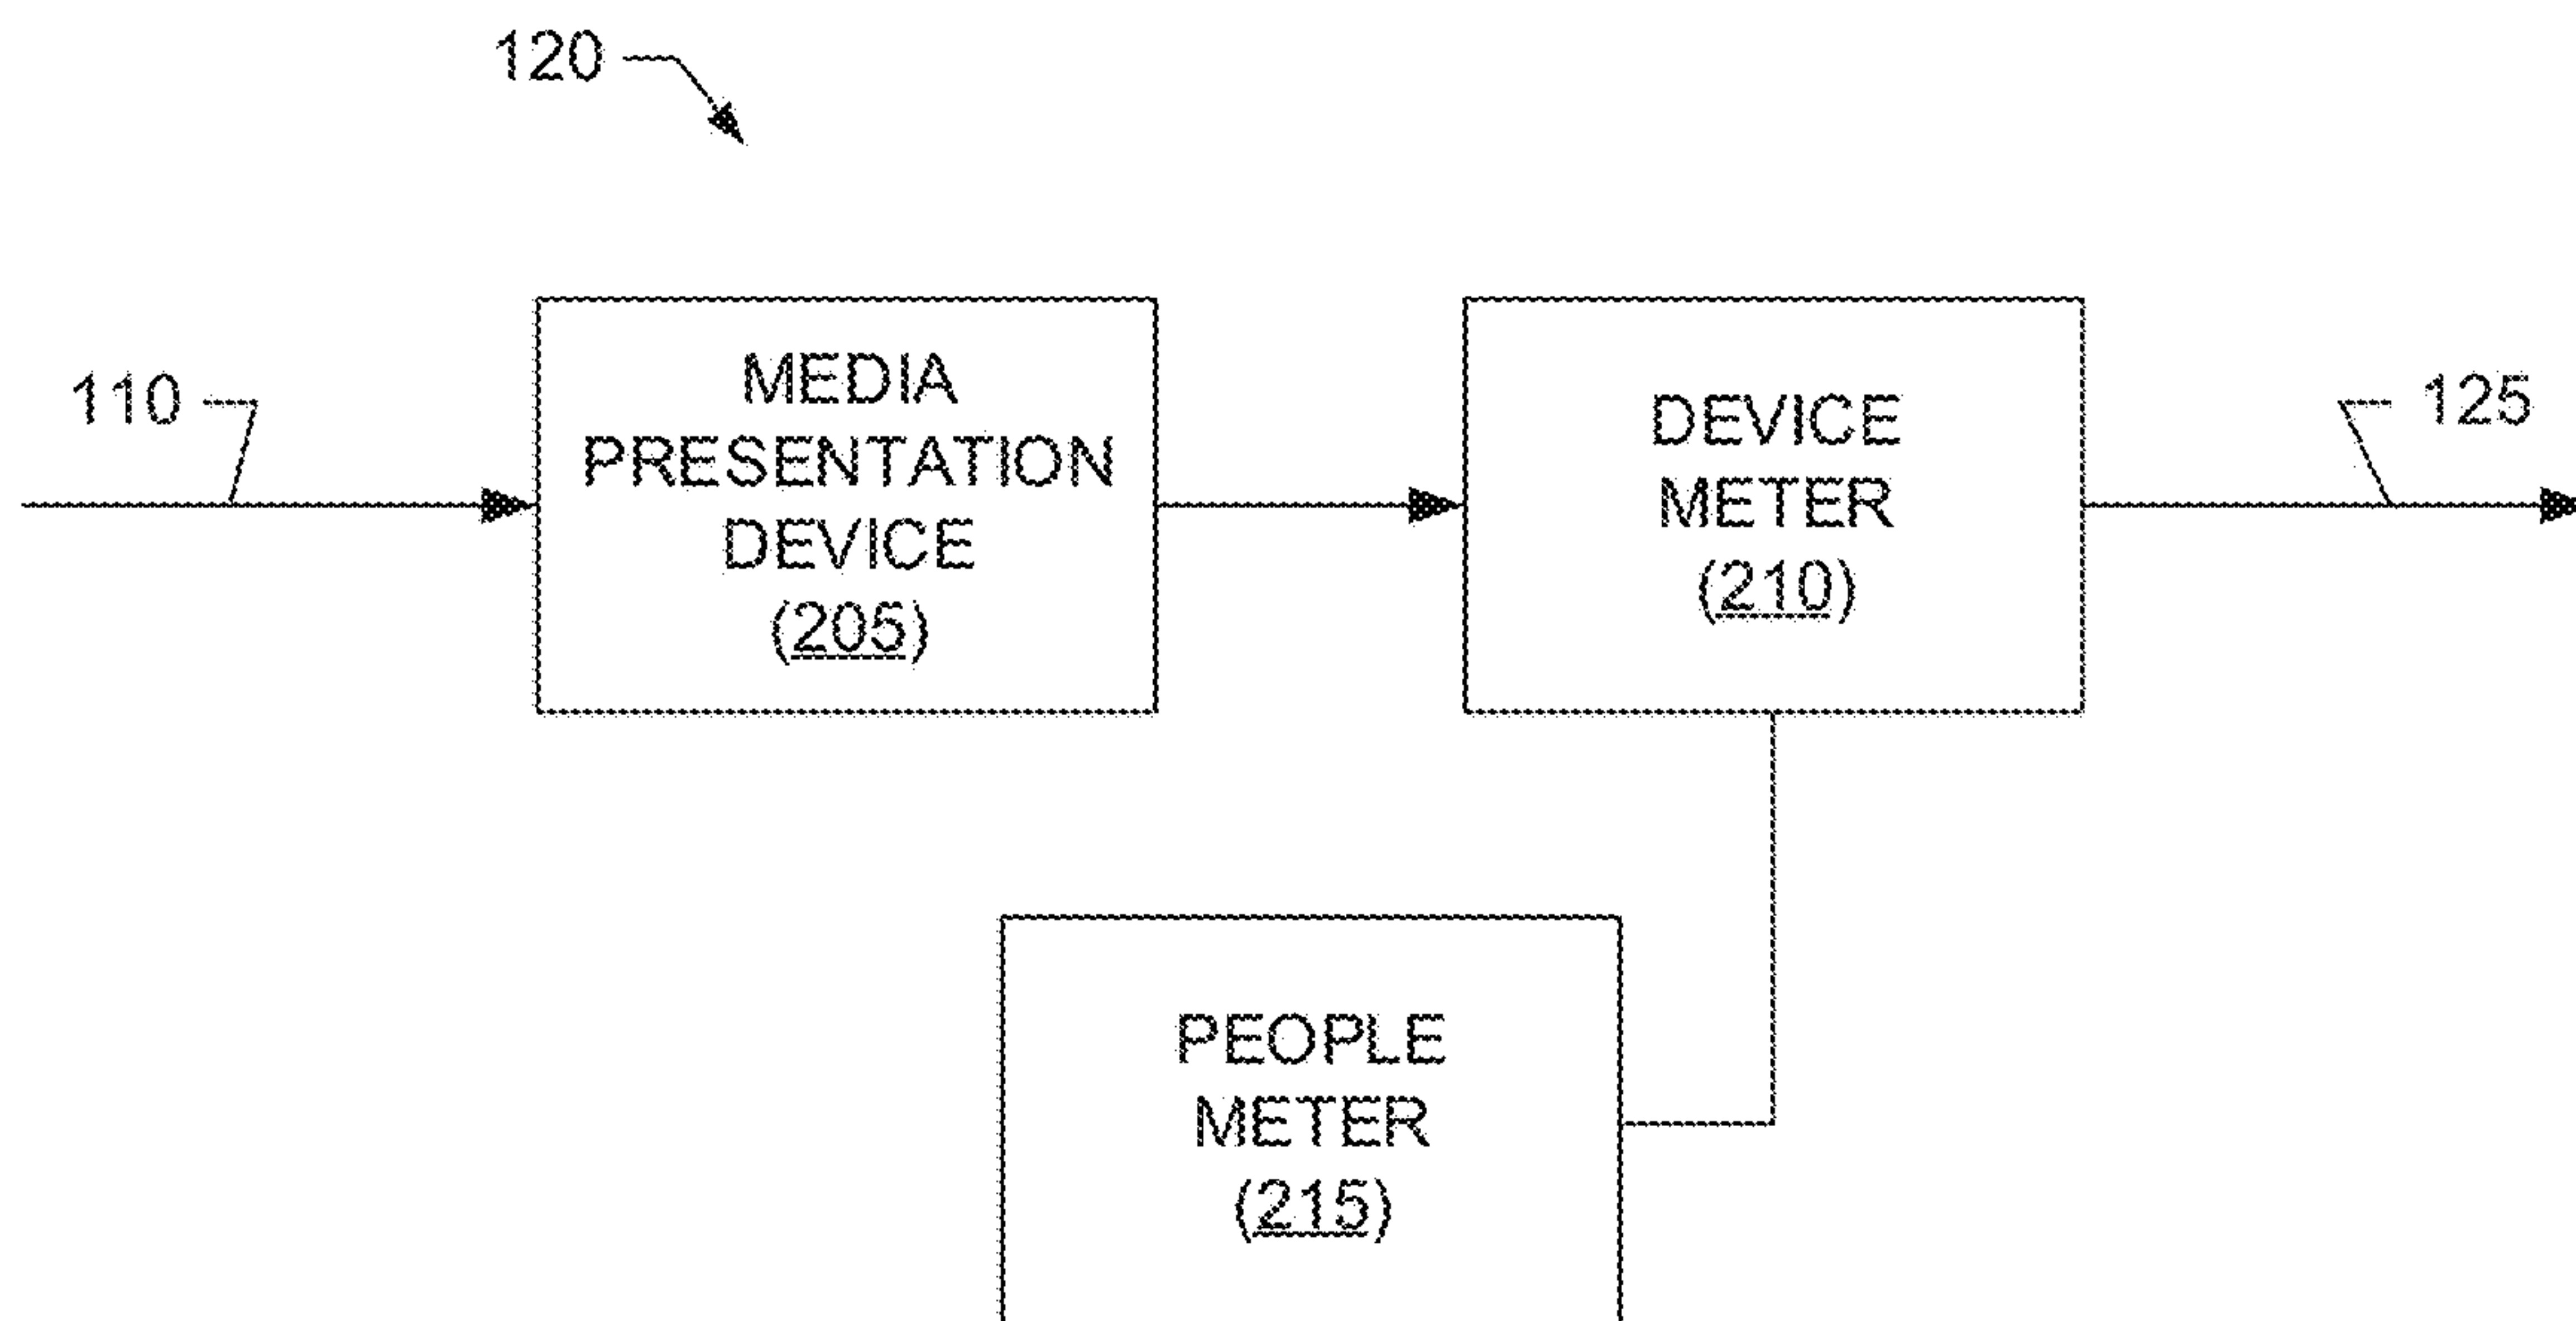 120
110
MEDIA
PRESENTATION
DEVICE
(205)
DEVICE
METER
(210)
125
PEOPLE
METER
(215)